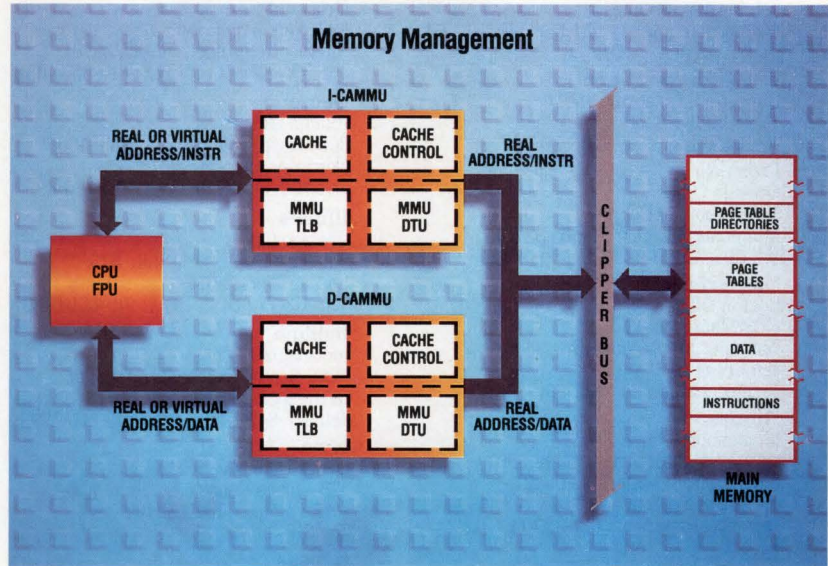 Memory Management
I-CAMMU
REAL OR VIRTUAL
ADDRESS/INSTR
CACHE
CACHE
CONTROL
MMU
TLB
MMU
DTU
REAL
ADDRESS/INSTR
CPU
FPU
D-CAMMU
CACHE
CACHE
CONTROL
MMU
TLB
MMU
DTU
REAL OR VIRTUAL
ADDRESS/DATA
REAL
ADDRESS/DATA
CLIPPER BUS
PAGE TABLE
DIRECTORIES
PAGE
TABLES
DATA
INSTRUCTIONS
MAIN
MEMORY